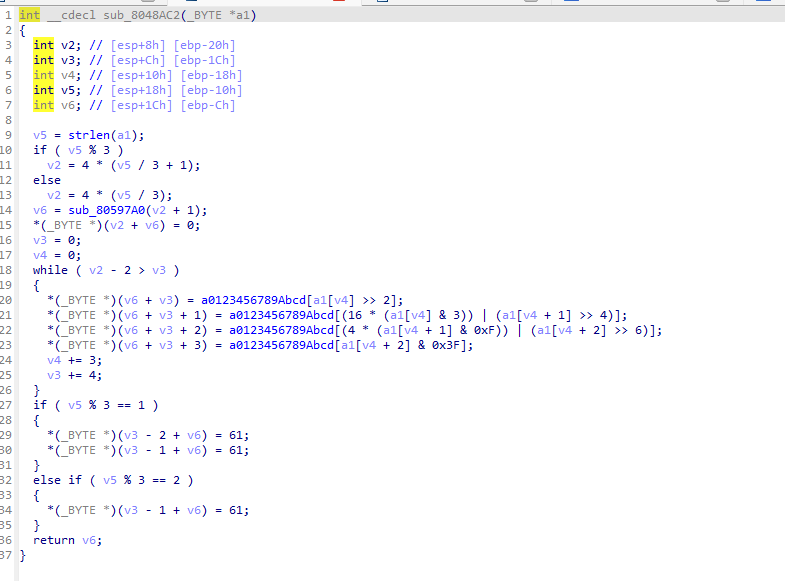 1 int __cdecl sub_8048AC2(_BYTE *a1)
2 {
3   int v2; // [esp+8h] [ebp-20h]
4   int v3; // [esp+Ch] [ebp-1Ch]
5   int v4; // [esp+10h] [ebp-18h]
6   int v5; // [esp+18h] [ebp-10h]
7   int v6; // [esp+1Ch] [ebp-Ch]
8
9   v5 = strlen(a1);
10   if ( v5 % 3 )
11     v2 = 4 * (v5 / 3 + 1);
12   else
13     v2 = 4 * (v5 / 3);
14   v6 = sub_80597A0(v2 + 1);
15   *(_BYTE *)(v2 + v6) = 0;
16   v3 = 0;
17   v4 = 0;
18   while ( v2 - 2 > v3 )
19   {
20     *(_BYTE *)(v6 + v3) = a0123456789Abcd[a1[v4] >> 2];
21     *(_BYTE *)(v6 + v3 + 1) = a0123456789Abcd[(16 * (a1[v4] & 3)) | (a1[v4 + 1] >> 4)];
22     *(_BYTE *)(v6 + v3 + 2) = a0123456789Abcd[(4 * (a1[v4 + 1] & 0xF)) | (a1[v4 + 2] >> 6)];
23     *(_BYTE *)(v6 + v3 + 3) = a0123456789Abcd[a1[v4 + 2] & 0x3F];
24     v4 += 3;
25     v3 += 4;
26   }
27   if ( v5 % 3 == 1 )
28   {
29     *(_BYTE *)(v3 - 2 + v6) = 61;
30     *(_BYTE *)(v3 - 1 + v6) = 61;
31   }
32   else if ( v5 % 3 == 2 )
33   {
34     *(_BYTE *)(v3 - 1 + v6) = 61;
35   }
36   return v6;
37 }